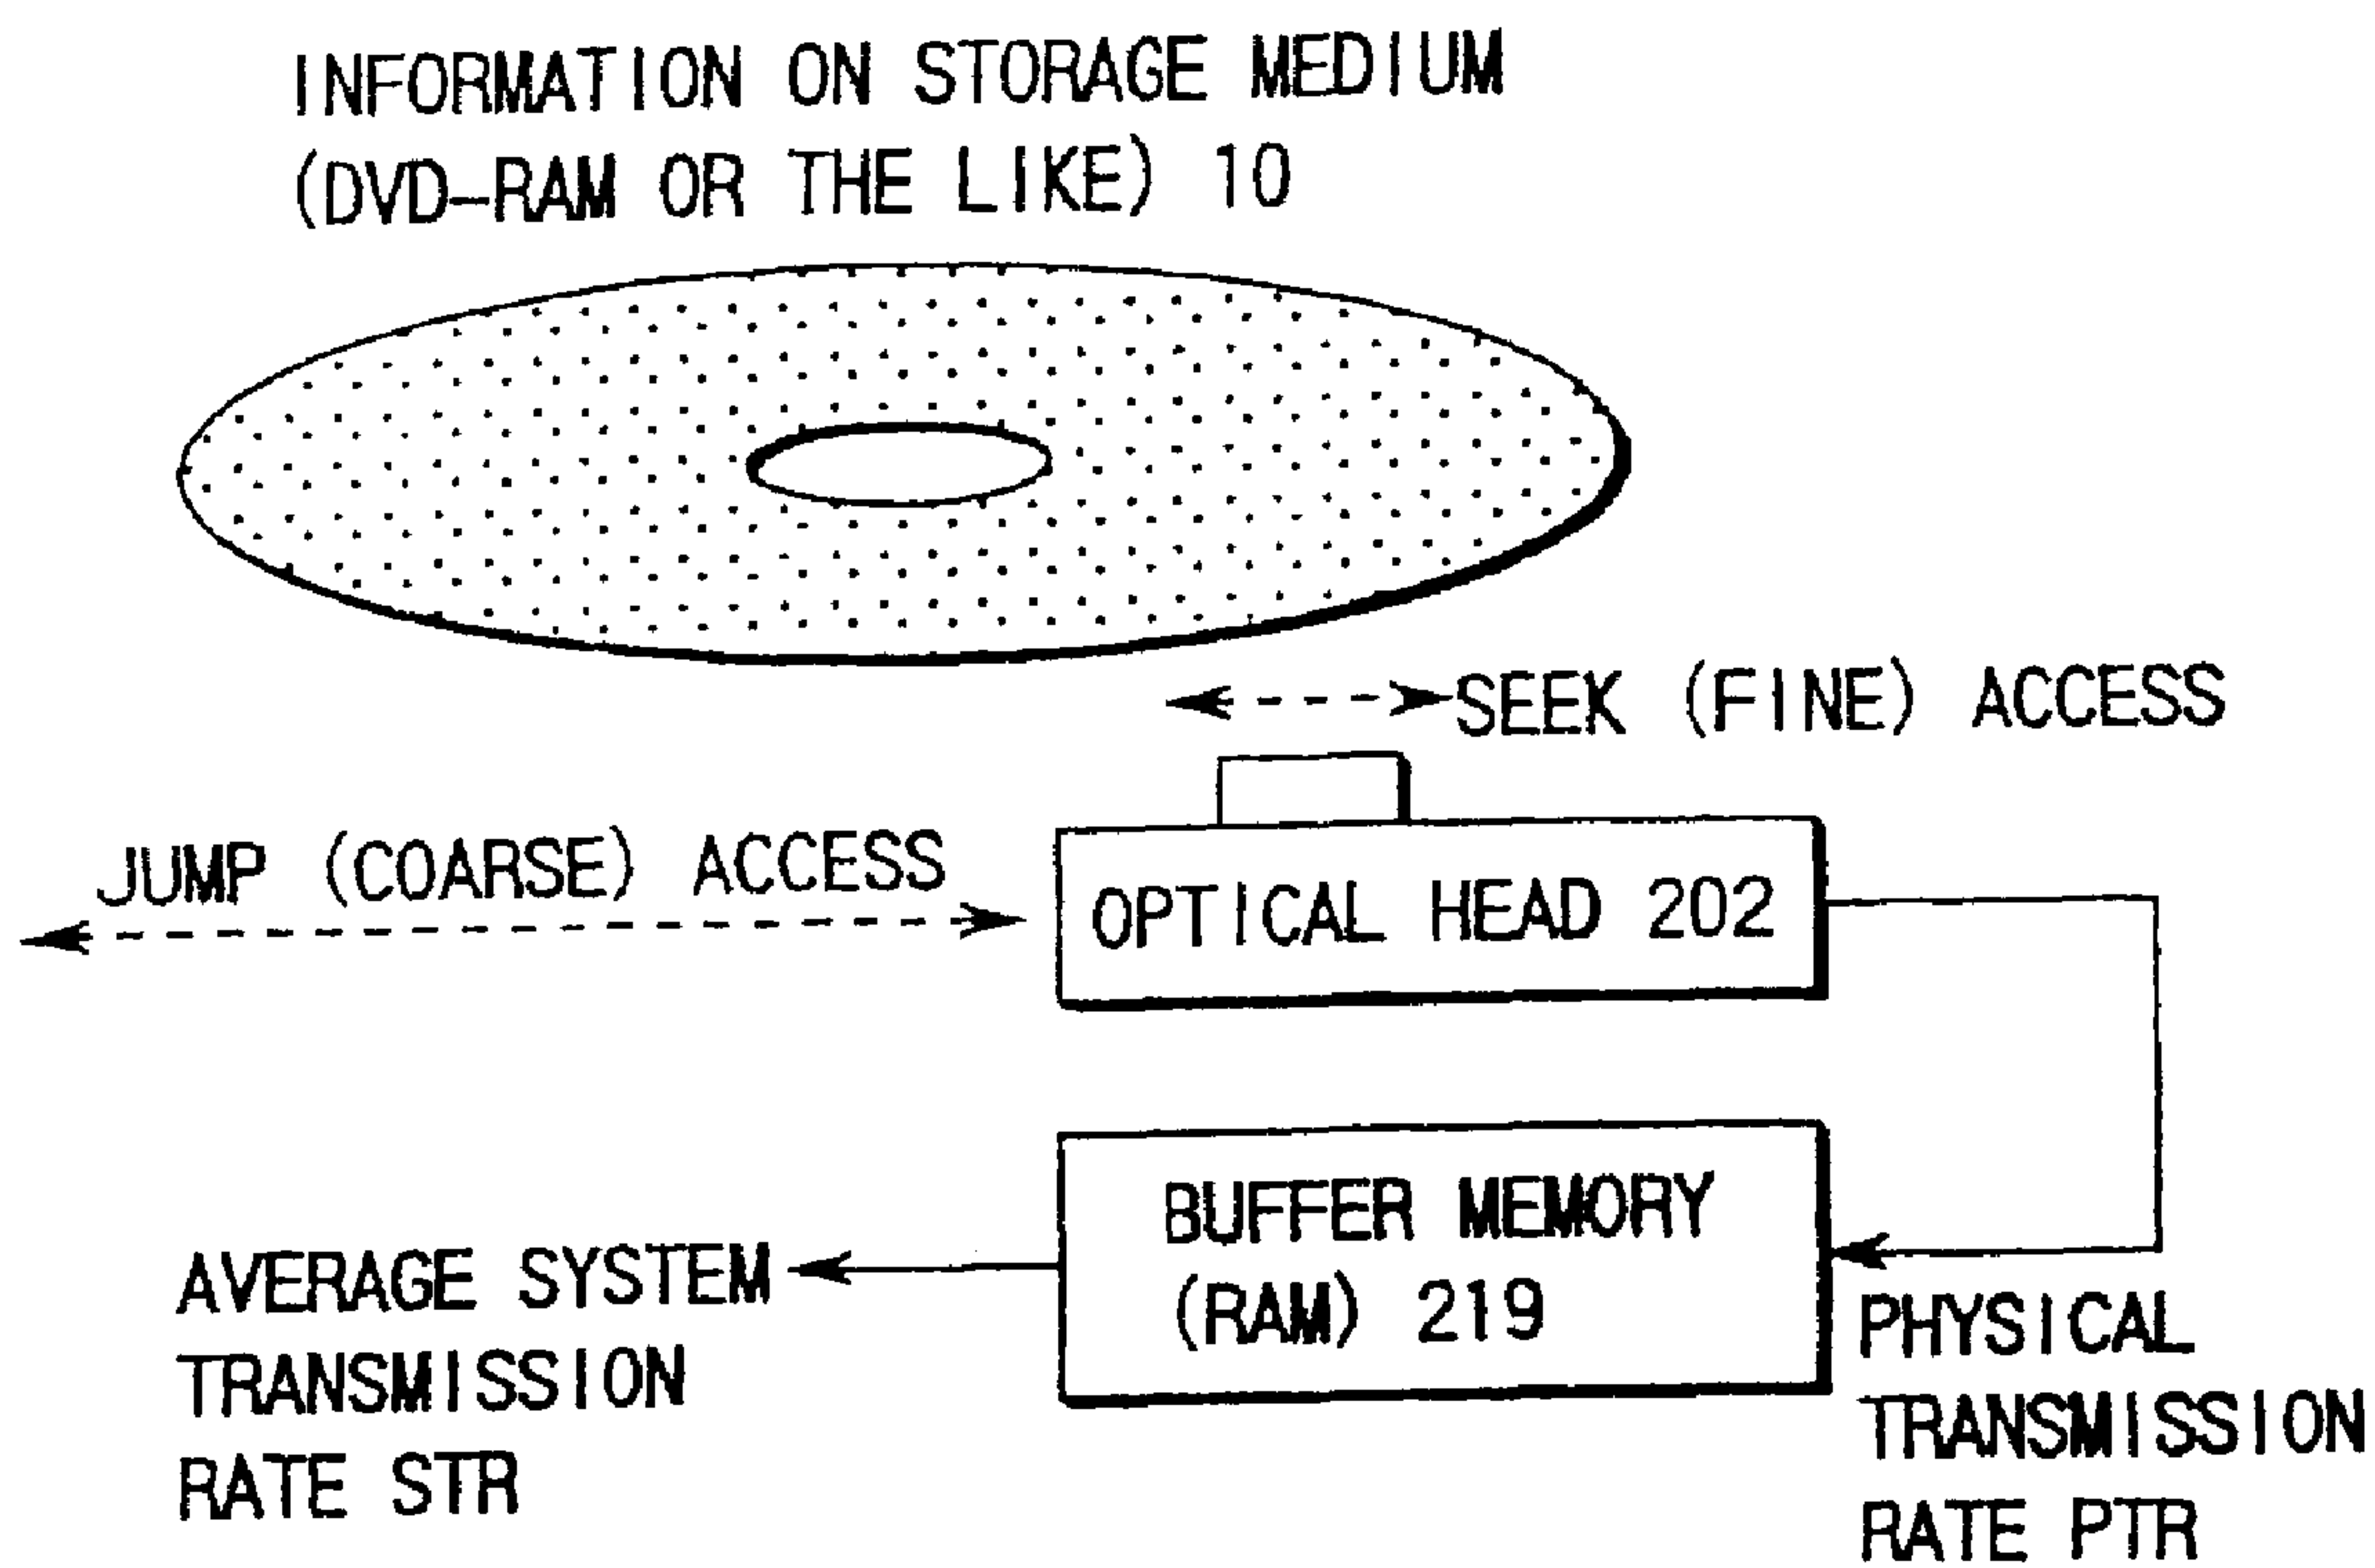 INFORMATION ON STORAGE MEDIUM
(DVD-RAM OR THE LIKE) 10
SEEK (FINE) ACCESS
JUMP (COARSE) ACCESS
OPTICAL HEAD 202
BUFFER MEMORY
(RAM) 219
AVERAGE SYSTEM
TRANSMISSION
RATE STR
PHYSICAL
TRANSMISSION
RATE PTR